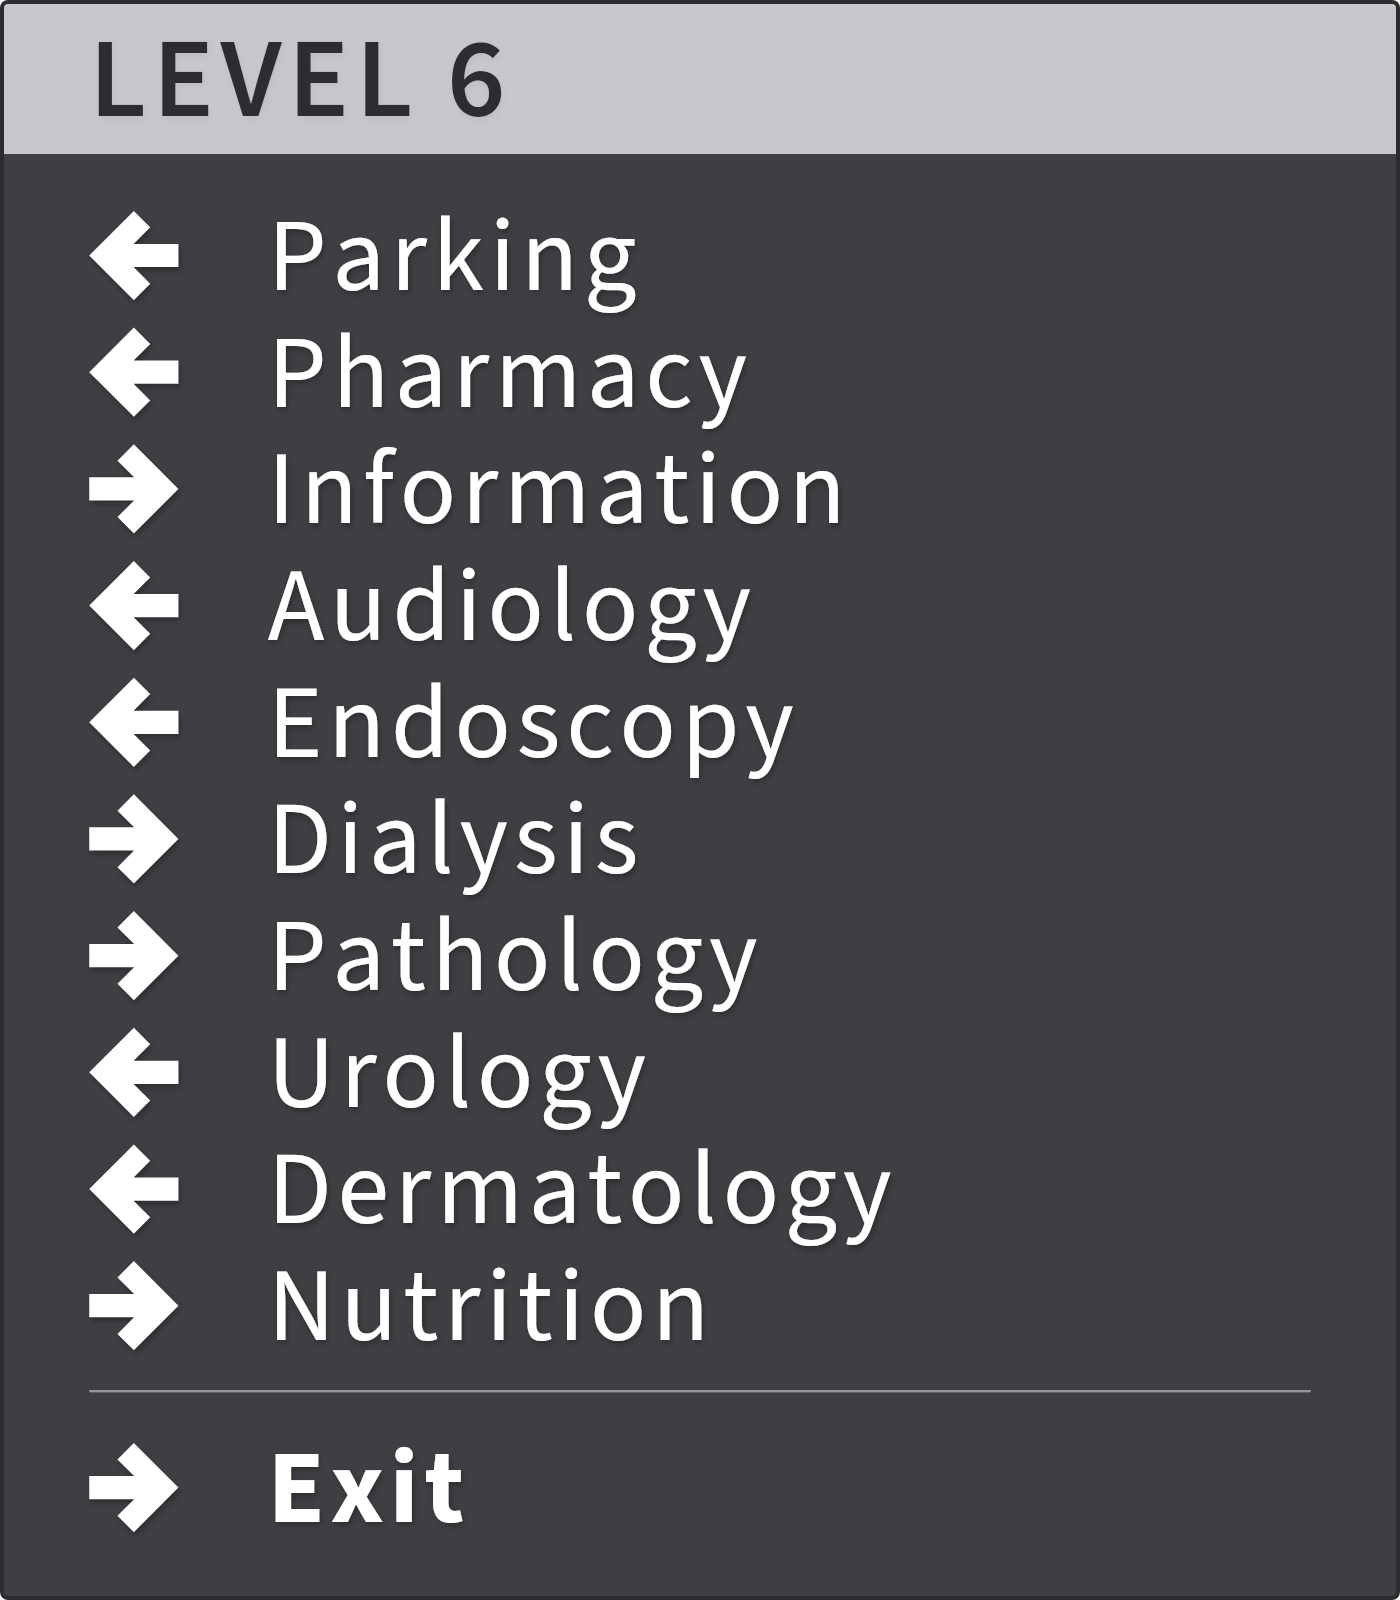 LEVEL 6
Parking
Pharmacy
Information
Audiology
Endoscopy
Dialysis
Pathology
Urology
Dermatology
Nutrition
Exit